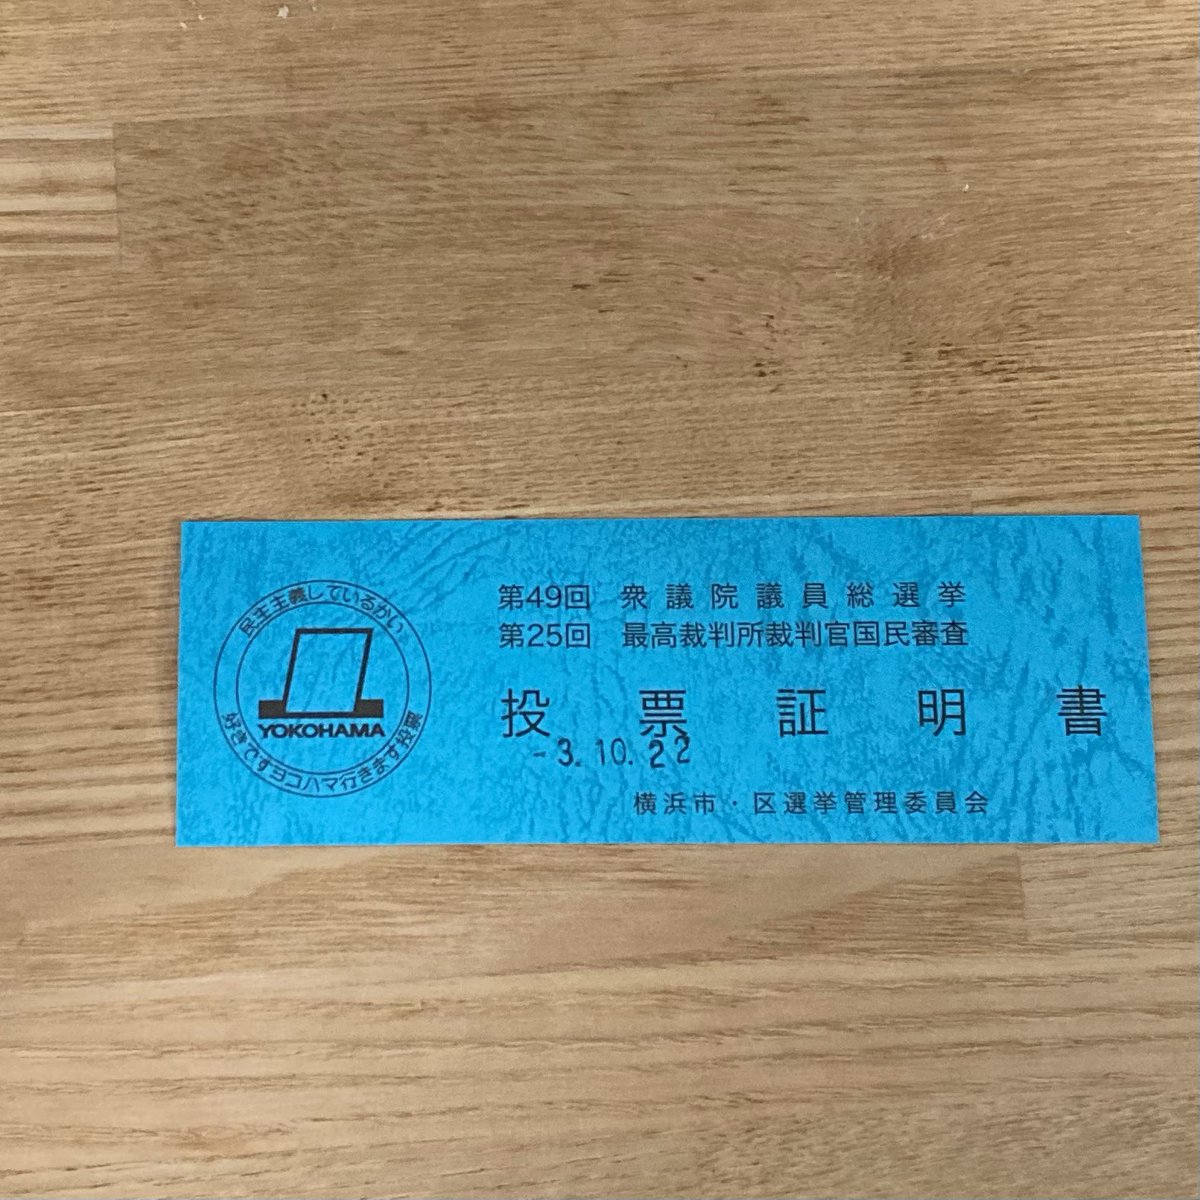 民主主義しているかい
YOKOHAMA
好きですヨコハマ行きます投票
第49回 衆議院議員総選挙
第25回 最高裁判所裁判官国民審査
投票証明書
-3.10.22
横浜市・区選挙管理委員会